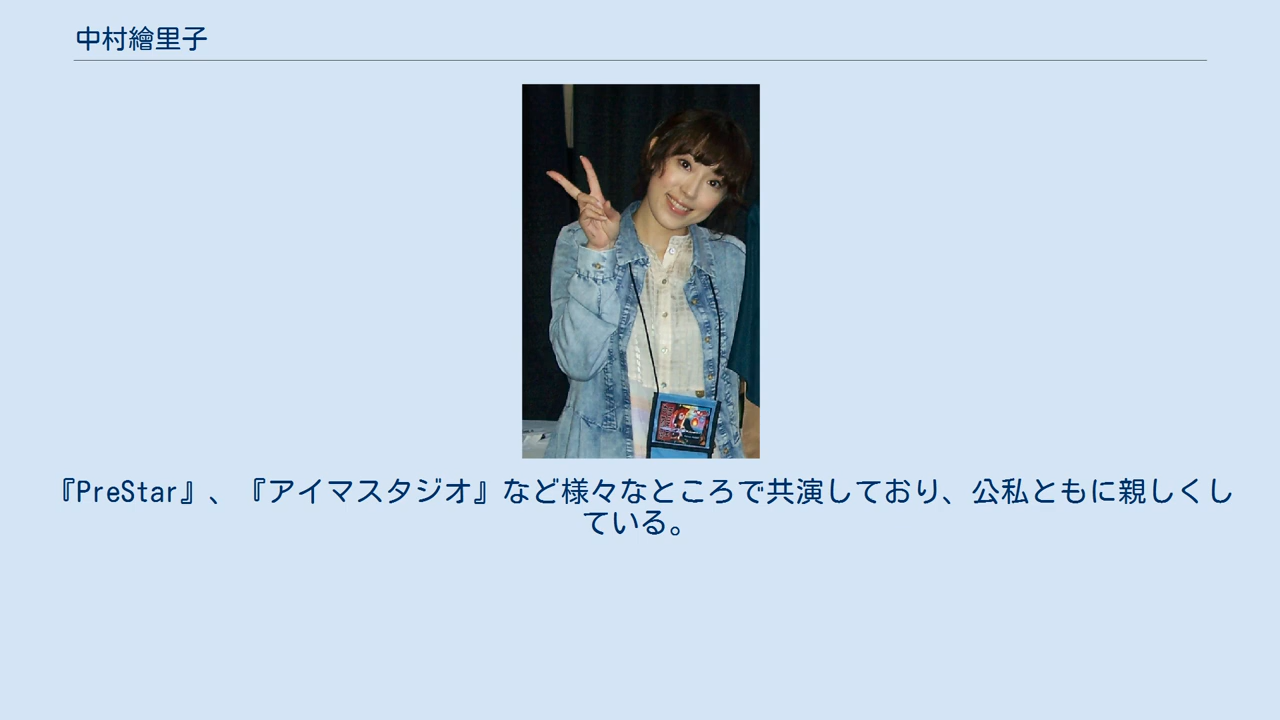 中村繪里子
『PreStar』、『アイマスタジオ』など様々なところで共演しており、公私ともに親しくし
ている。